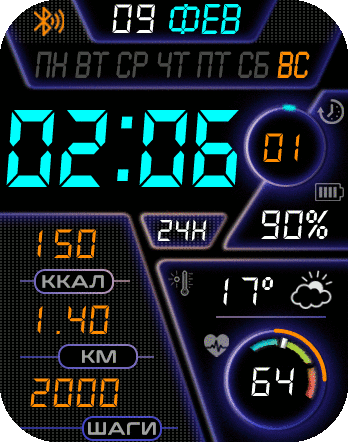 09 ФЕВ
ПН ВТ СР ЧТ ПТ СБ ВС
02:06
01
90%
24H
150
ККАЛ
1.40
КМ
2000
ШАГИ
17°
64